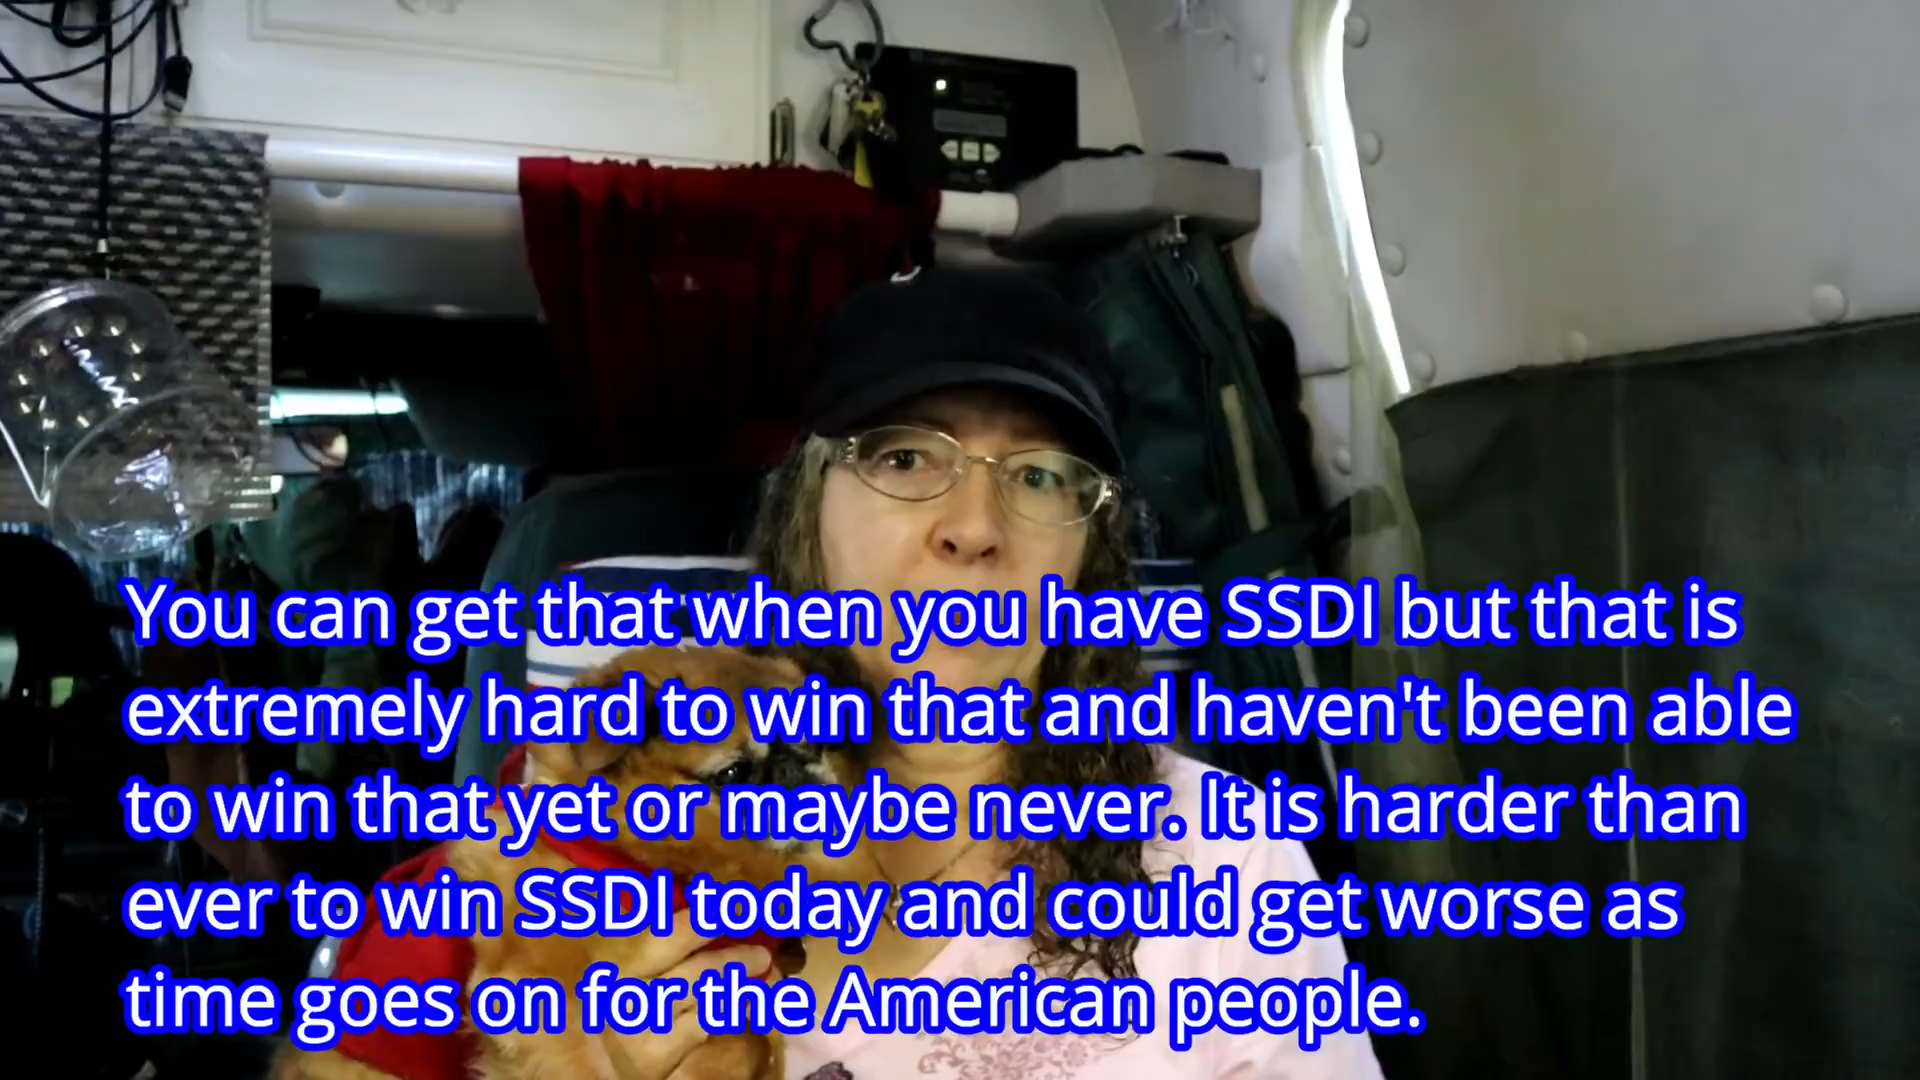 You can get that when you have SSDI but that is
extremely hard to win that and haven't been able
to win that yet or maybe never. It is harder than
ever to win SSDI today and could get worse as
time goes on for the American people.